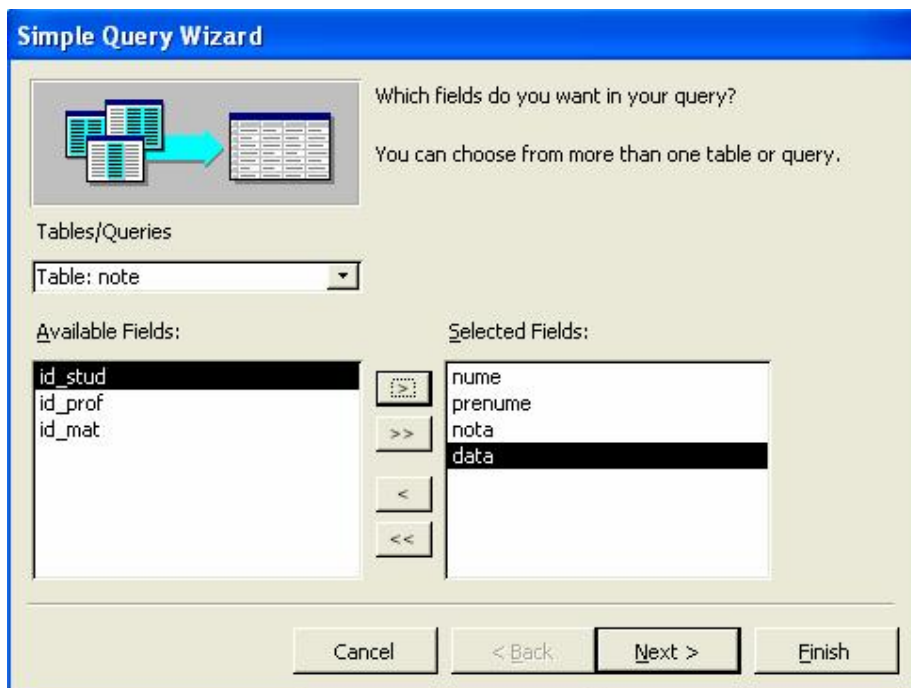 Simple Query Wizard
Which fields do you want in your query?
You can choose from more than one table or query.
Tables/Queries
Table: note
Available Fields:
id_stud
id_prof
id_mat
>
>>
<
<<
Selected Fields:
nume
prenume
nota
data
Cancel
< Back
Next >
Finish